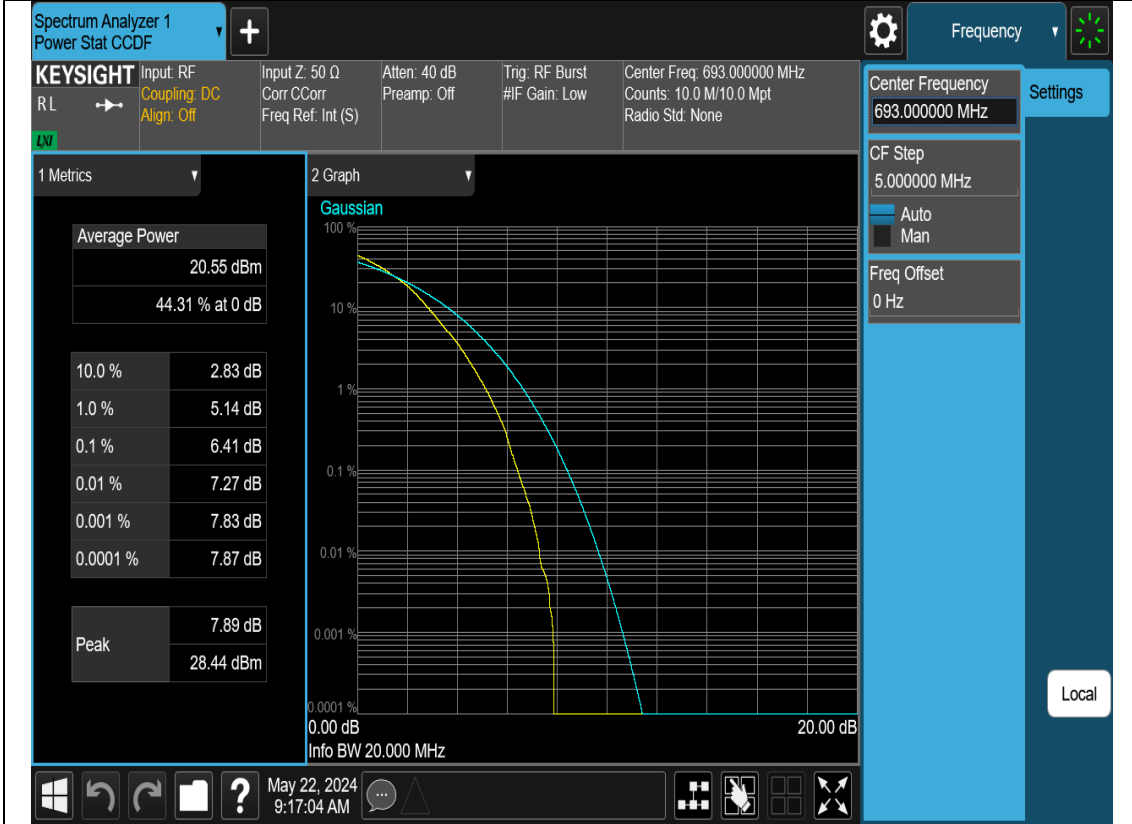 Spectrum Analyzer 1
Power Stat CCDF
Frequency
KEYSIGHT
RL
LXI
Input: RF
Coupling: DC
Align: Off
Input Z: 50 Ω
Corr CCorr
Freq Ref: Int (S)
Atten: 40 dB
Preamp: Off
Trig: RF Burst
#IF Gain: Low
Center Freq: 693.000000 MHz
Counts: 10.0 M/10.0 Mpt
Radio Std: None
Center Frequency
693.000000 MHz
Settings
CF Step
5.000000 MHz
Auto
Man
Freq Offset
0 Hz
1 Metrics
Average Power
20.55 dBm
44.31 % at 0 dB
10.0 % 2.83 dB
1.0 % 5.14 dB
0.1 % 6.41 dB
0.01 % 7.27 dB
0.001 % 7.83 dB
0.0001 % 7.87 dB
Peak
7.89 dB
28.44 dBm
2 Graph
Gaussian
100 %
10 %
1 %
0.1 %
0.01 %
0.001 %
0.0001 %
0.00 dB 20.00 dB
Info BW 20.000 MHz
Local
?
May 22, 2024
9:17:04 AM